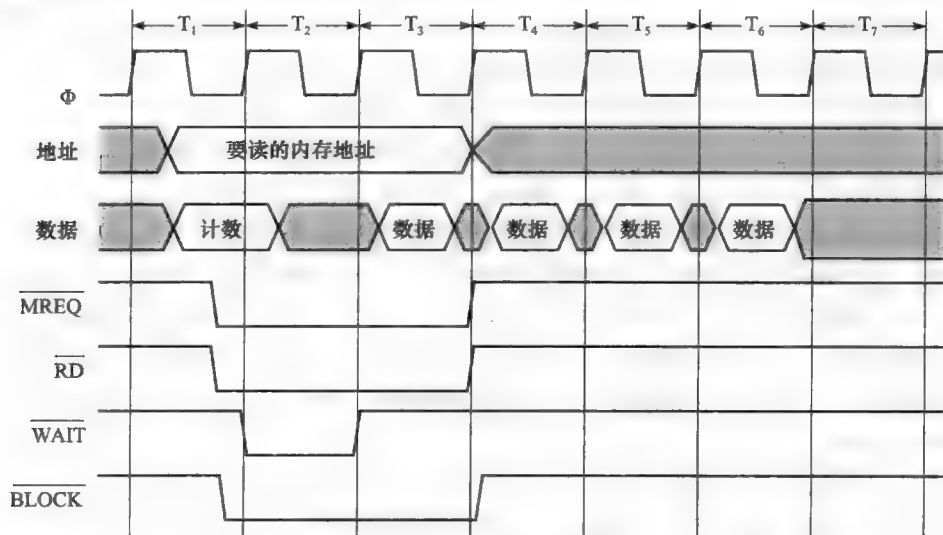 T₁ T₂ T₃ T₄ T₅ T₆ T₇
Φ
地址 要读的内存地址
数据 计数 数据 数据 数据 数据
MREQ
RD
WAIT
BLOCK